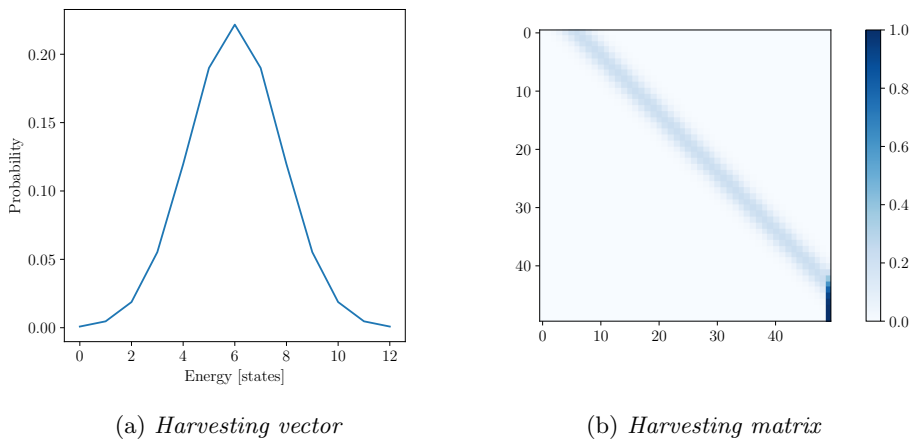 0.20
0.15
0.10
0.05
0.00
Probability
0 2 4 6 8 10 12
Energy [states]
(a) Harvesting vector
0
10
20
30
40
0 10 20 30 40
1.0
0.8
0.6
0.4
0.2
0.0
(b) Harvesting matrix